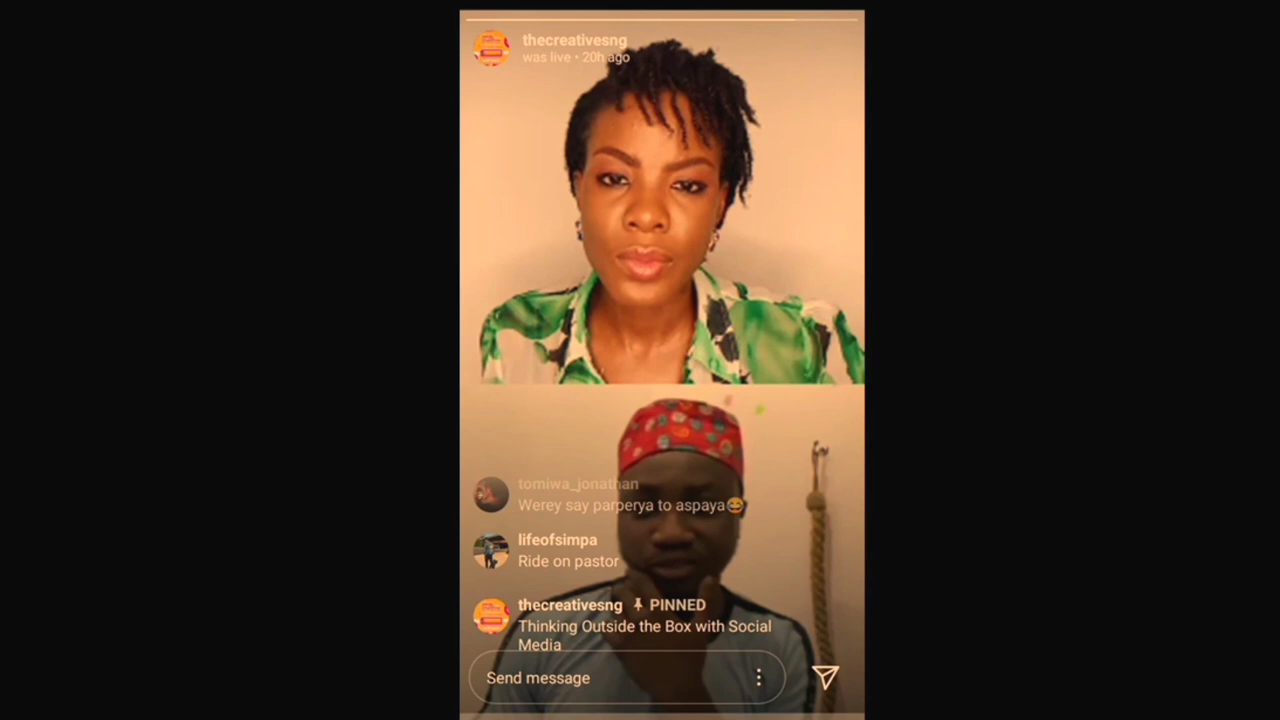 thecreativesng
was live • 20h ago
tomiwa_jonathan
Werey say parperya to aspaya😂
lifeofsimpa
Ride on pastor
thecreativesng PINNED
Thinking Outside the Box with Social
Media
Send message